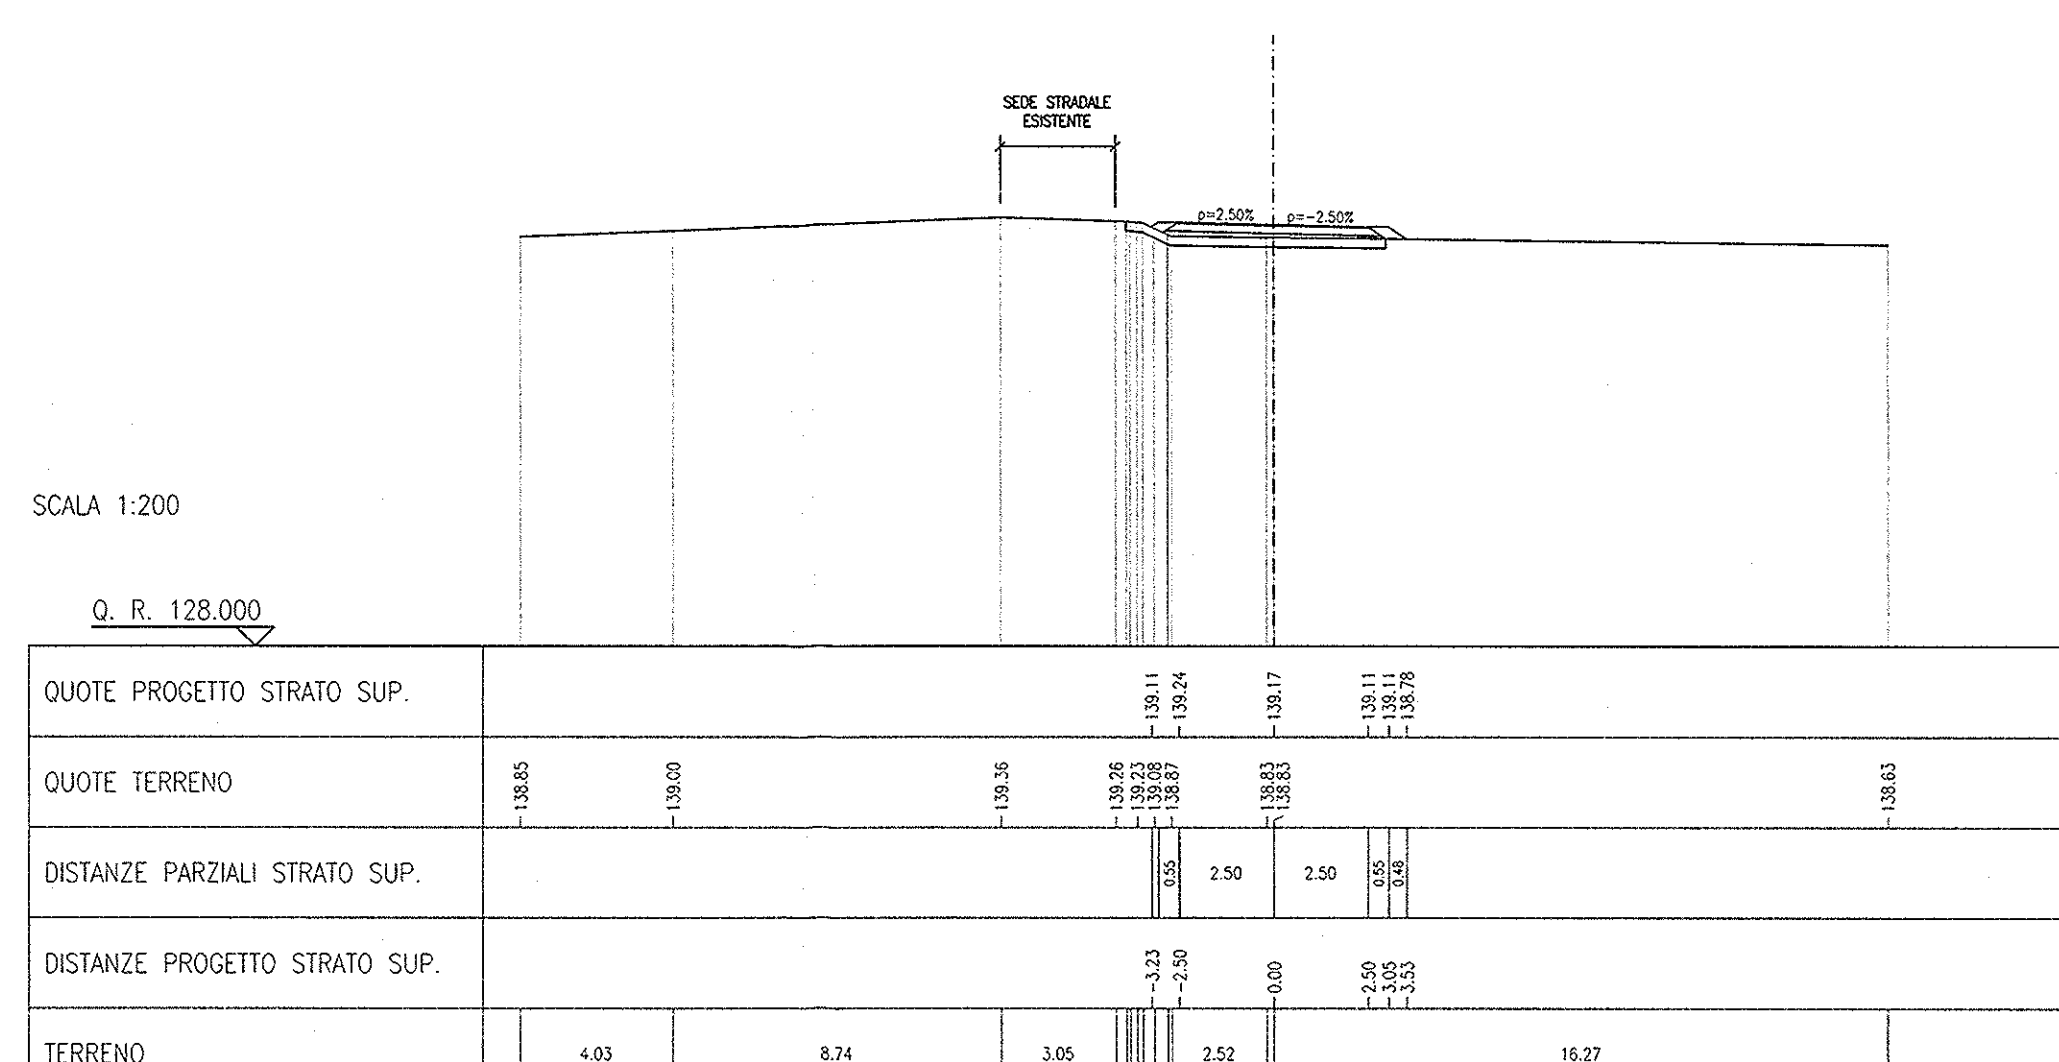 SEDE STRADALE
ESISTENTE
p=2.50% p=-2.50%
SCALA 1:200
Q. R. 128.000
QUOTE PROGETTO STRATO SUP. 139.11 139.24 139.17 139.11 139.11 138.78
QUOTE TERRENO 138.85 139.00 139.36 139.26 139.23 139.08 138.87 138.83 138.83 138.63
DISTANZE PARZIALI STRATO SUP. 0.55 2.50 2.50 0.55 0.48
DISTANZE PROGETTO STRATO SUP. -3.23 -2.50 0.00 2.50 3.05 3.53
TERRENO 4.03 8.74 3.05 2.52 16.27